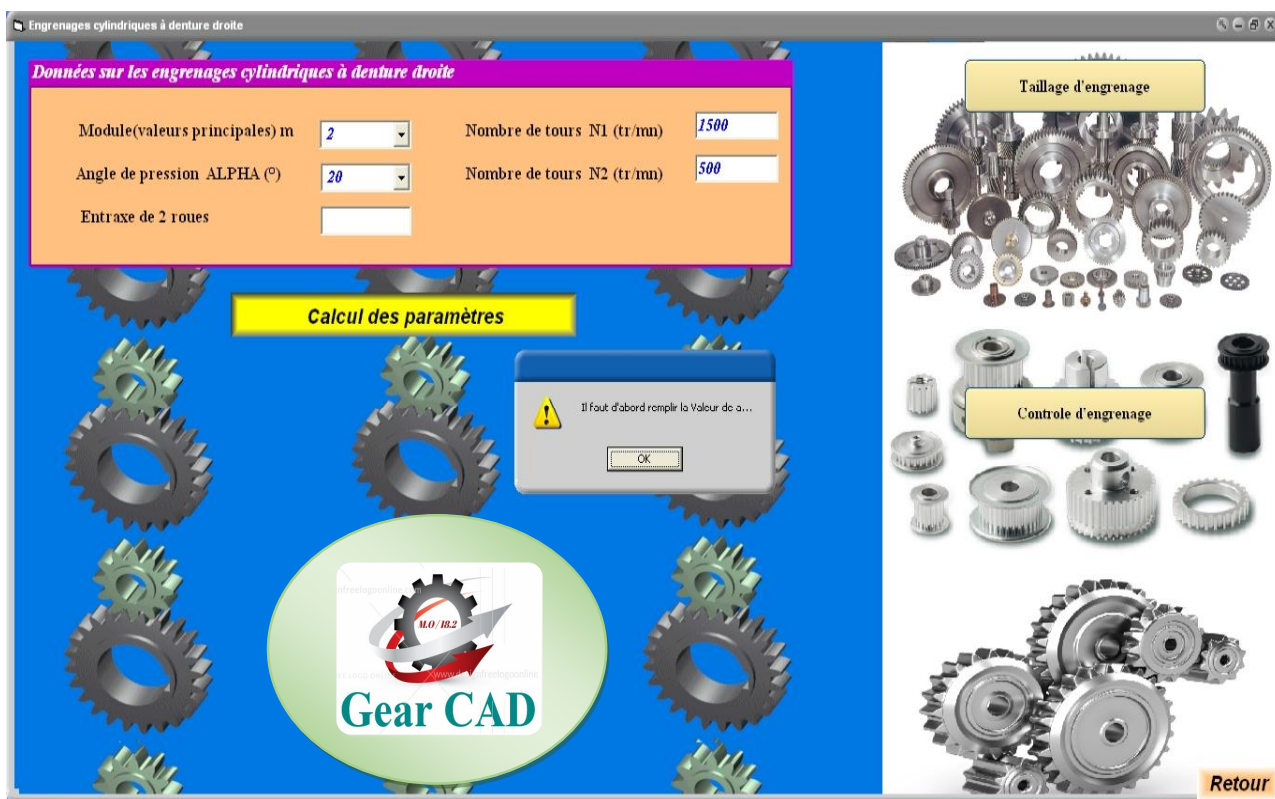 Engrenages cylindriques à denture droite
Données sur les engrenages cylindriques à denture droite
Module(valeurs principales) m
2
Nombre de tours N1 (tr/mn)
1500
Angle de pression ALPHA (°)
20
Nombre de tours N2 (tr/mn)
500
Entraxe de 2 roues
Calcul des paramètres
Il faut d'abord remplir la Valeur de a...
OK
M.O/18.2
Gear CAD
Taillage d'engrenage
Controle d'engrenage
Retour